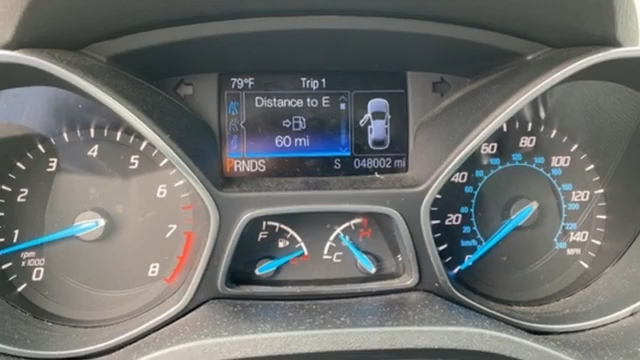 79°F Trip 1
Distance to E
60 mi
PRNDS S 048002 mi
0 1 2 3 4 5 6 7 8
rpm
x1000
F
C H
0 20 40 60 80 100 140
km/h
MPH